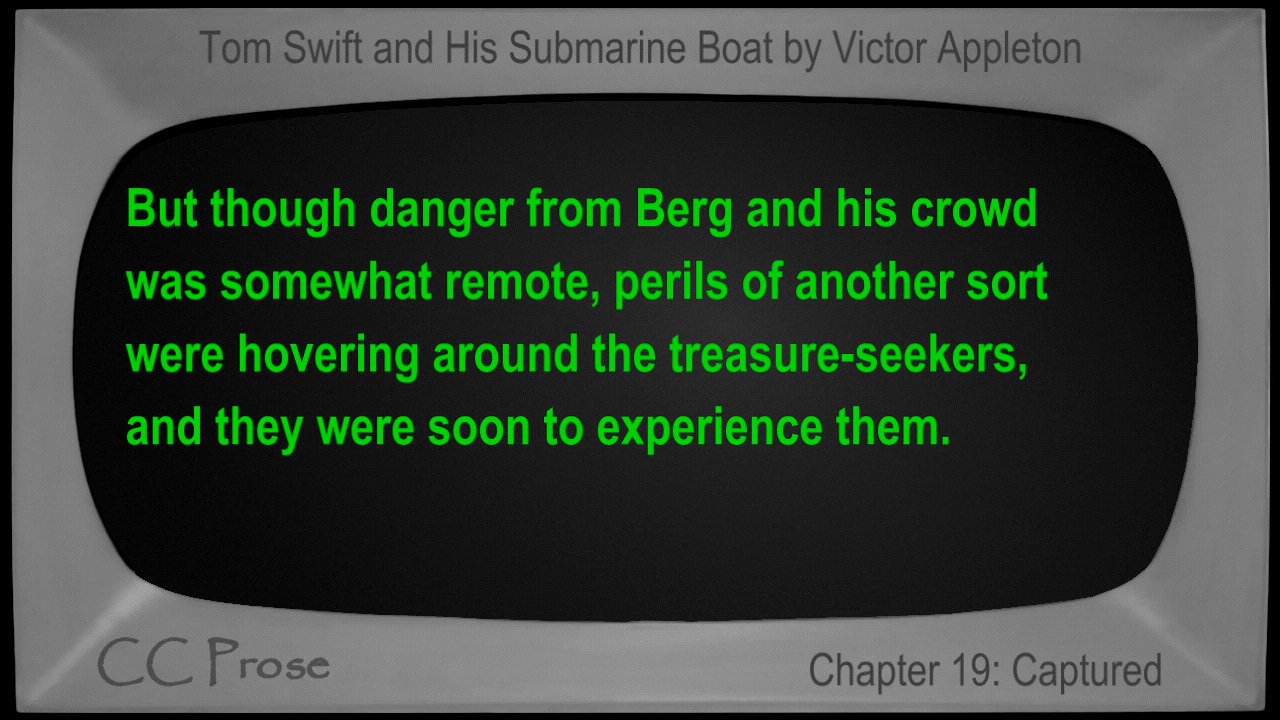 Tom Swift and His Submarine Boat by Victor Appleton
But though danger from Berg and his crowd
was somewhat remote, perils of another sort
were hovering around the treasure-seekers,
and they were soon to experience them.
CC Prose
Chapter 19: Captured